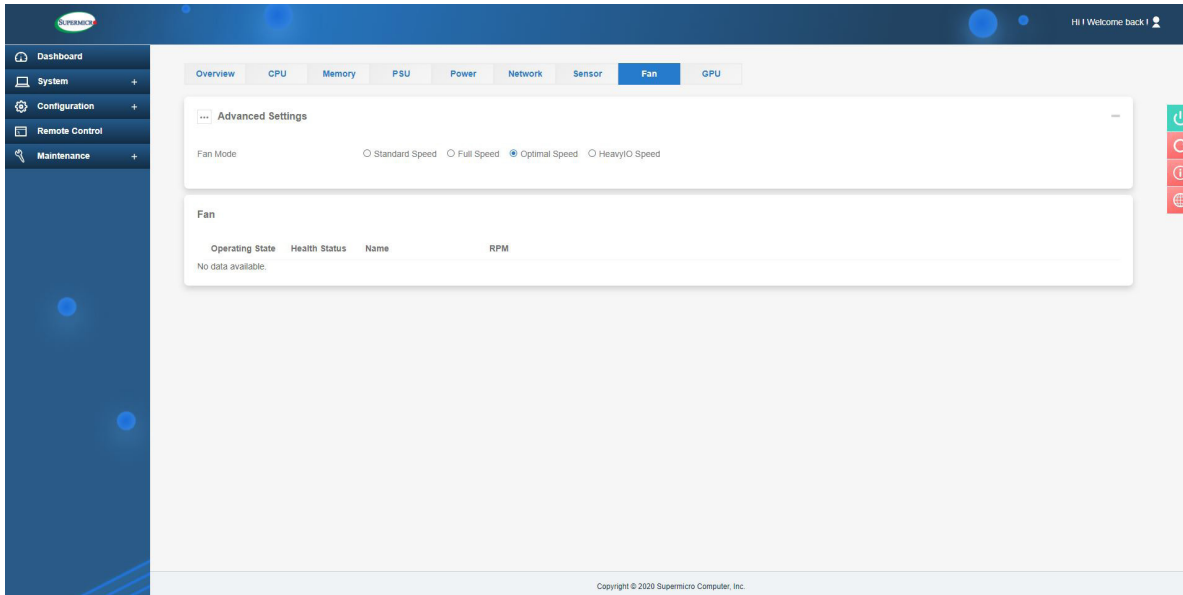 SUPERMICRO
Hi ! Welcome back !
Dashboard
System +
Configuration +
Remote Control
Maintenance +
Overview CPU Memory PSU Power Network Sensor Fan GPU
... Advanced Settings
Fan Mode Standard Speed Full Speed Optimal Speed HeavyIO Speed
Fan
Operating State Health Status Name RPM
No data available.
Copyright © 2020 Supermicro Computer, Inc.